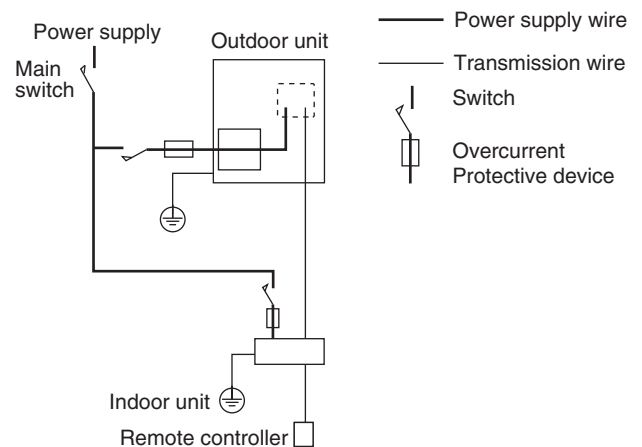 Power supply
Main
switch
Outdoor unit
Indoor unit
Remote controller
Power supply wire
Transmission wire
Switch
Overcurrent
Protective device